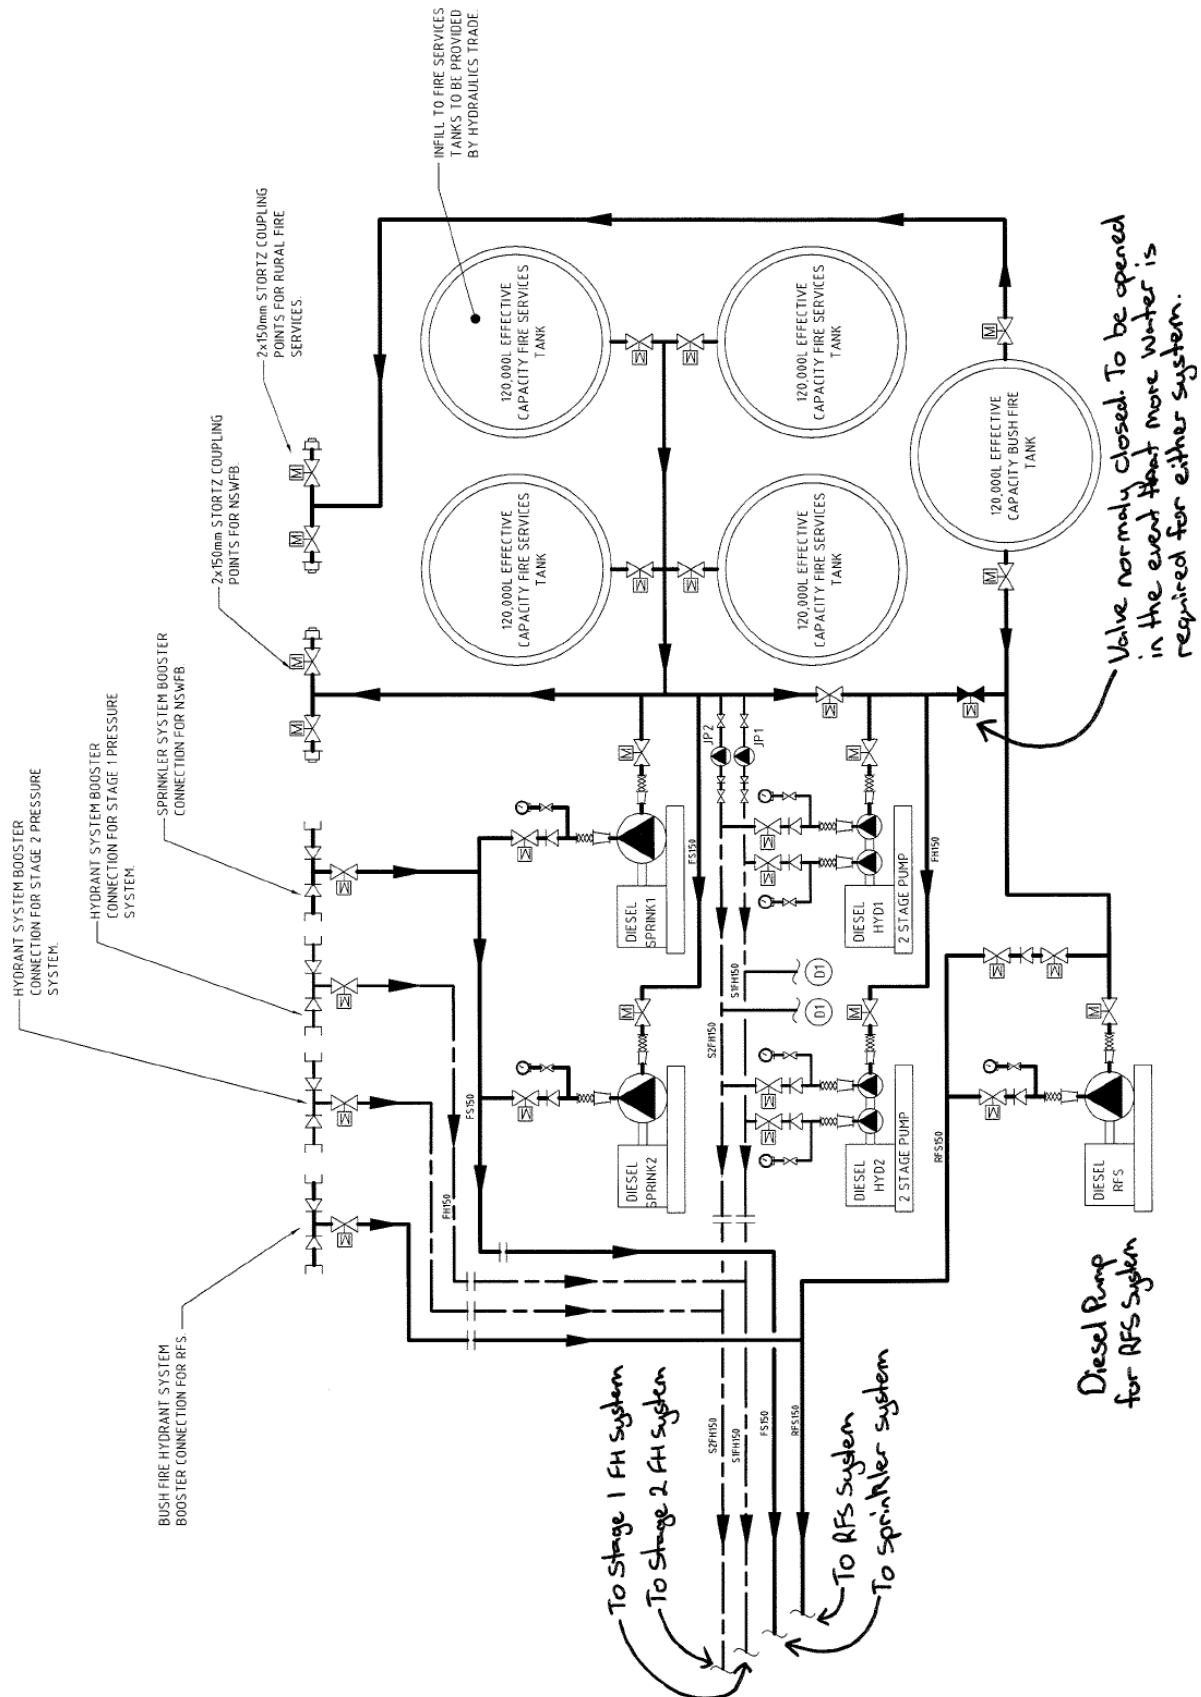 HYDRANT SYSTEM BOOSTER
CONNECTION FOR STAGE 2 PRESSURE
SYSTEM.
HYDRANT SYSTEM BOOSTER
CONNECTION FOR STAGE 1 PRESSURE
SYSTEM.
SPRINKLER SYSTEM BOOSTER
CONNECTION FOR NSWFB
2x150mm STORTZ COUPLING
POINTS FOR NSWFB.
2x150mm STORTZ COUPLING
POINTS FOR RURAL FIRE
SERVICES.
INFILL TO FIRE SERVICES
TANKS TO BE PROVIDED
BY HYDRAULICS TRADE.
BUSH FIRE HYDRANT SYSTEM
BOOSTER CONNECTION FOR RFS.
M
M
M
M
M
M
M
M
120,000L EFFECTIVE
CAPACITY FIRE SERVICES
TANK
120,000L EFFECTIVE
CAPACITY FIRE SERVICES
TANK
M
M
M
M
120,000L EFFECTIVE
CAPACITY FIRE SERVICES
TANK
120,000L EFFECTIVE
CAPACITY FIRE SERVICES
TANK
120,000L EFFECTIVE
CAPACITY BUSH FIRE
TANK
M
M
FH150
FS150
M
M
DIESEL
SPRINK2
M
M
DIESEL
SPRINK1
FS150
JP2
JP1
M
M
S2FH150
S1FH150
D1
D1
M
M
M
DIESEL
HYD2
2 STAGE PUMP
M
M
M
DIESEL
HYD1
2 STAGE PUMP
FH150
M
RFS150
M
M
M
M
DIESEL
RFS
S2FH150
S1FH150
FS150
RFS150
To Stage 1 FH System
To Stage 2 FH system
To RFS system
To sprinkler system
Diesel Pump
for RFS System
Valve normaly closed. To be opened
in the event that more water is
required for either system.